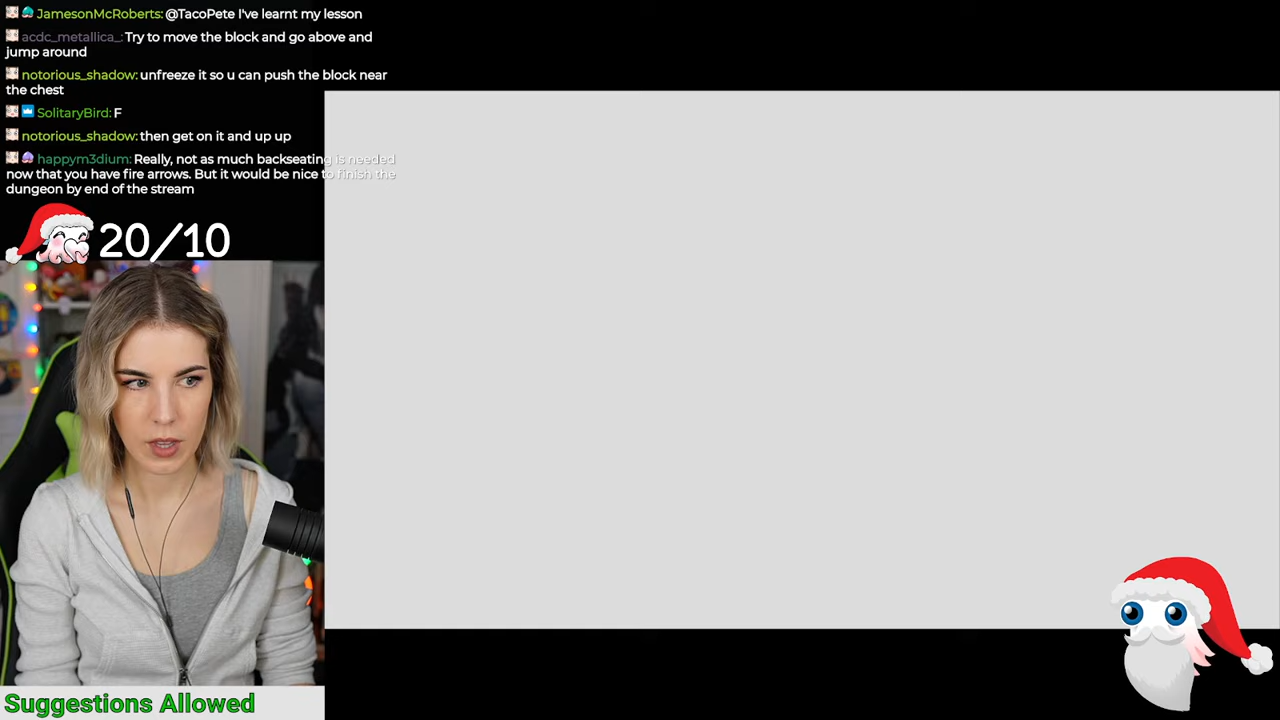 JamesonMcRoberts: @TacoPete I've learnt my lesson
acdc_metallica_: Try to move the block and go above and
jump around
notorious_shadow: unfreeze it so u can push the block near
the chest
SolitaryBird: F
notorious_shadow: then get on it and up up
happym3dium: Really, not as much backseating is needed
now that you have fire arrows. But it would be nice to finish the
dungeon by end of the stream
20/10
Suggestions Allowed